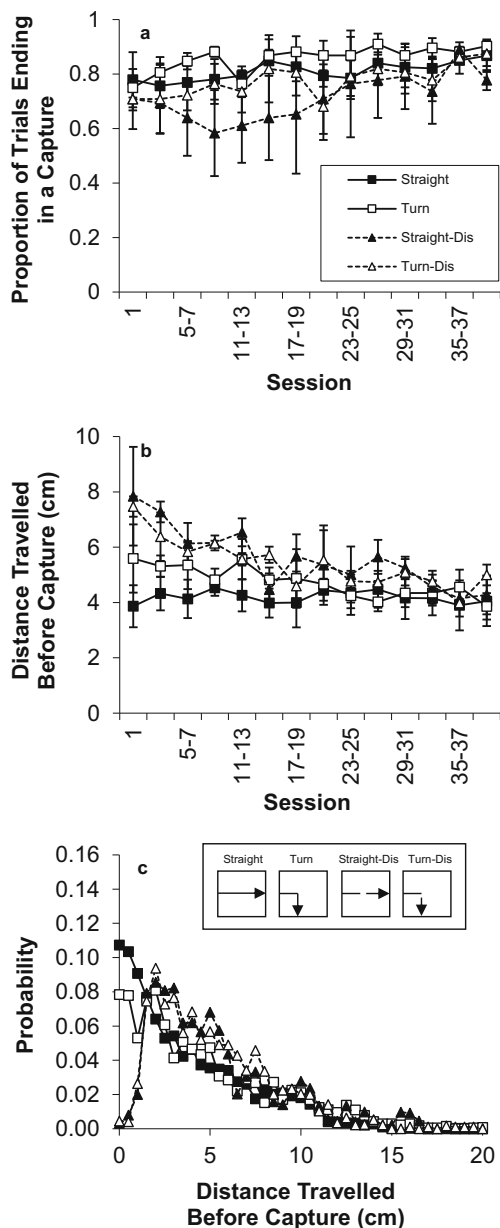 a
Proportion of Trials Ending
in a Capture
1
0.8
0.6
0.4
0.2
0
Straight
Turn
Straight-Dis
Turn-Dis
1
5-7
11-13
17-19
23-25
29-31
35-37
Session
b
Distance Travelled
Before Capture (cm)
10
8
6
4
2
0
1
5-7
11-13
17-19
23-25
29-31
35-37
Session
c
Probability
0.16
0.14
0.12
0.10
0.08
0.06
0.04
0.02
0.00
Straight Turn Straight-Dis Turn-Dis
0 5 10 15 20
Distance Travelled
Before Capture (cm)